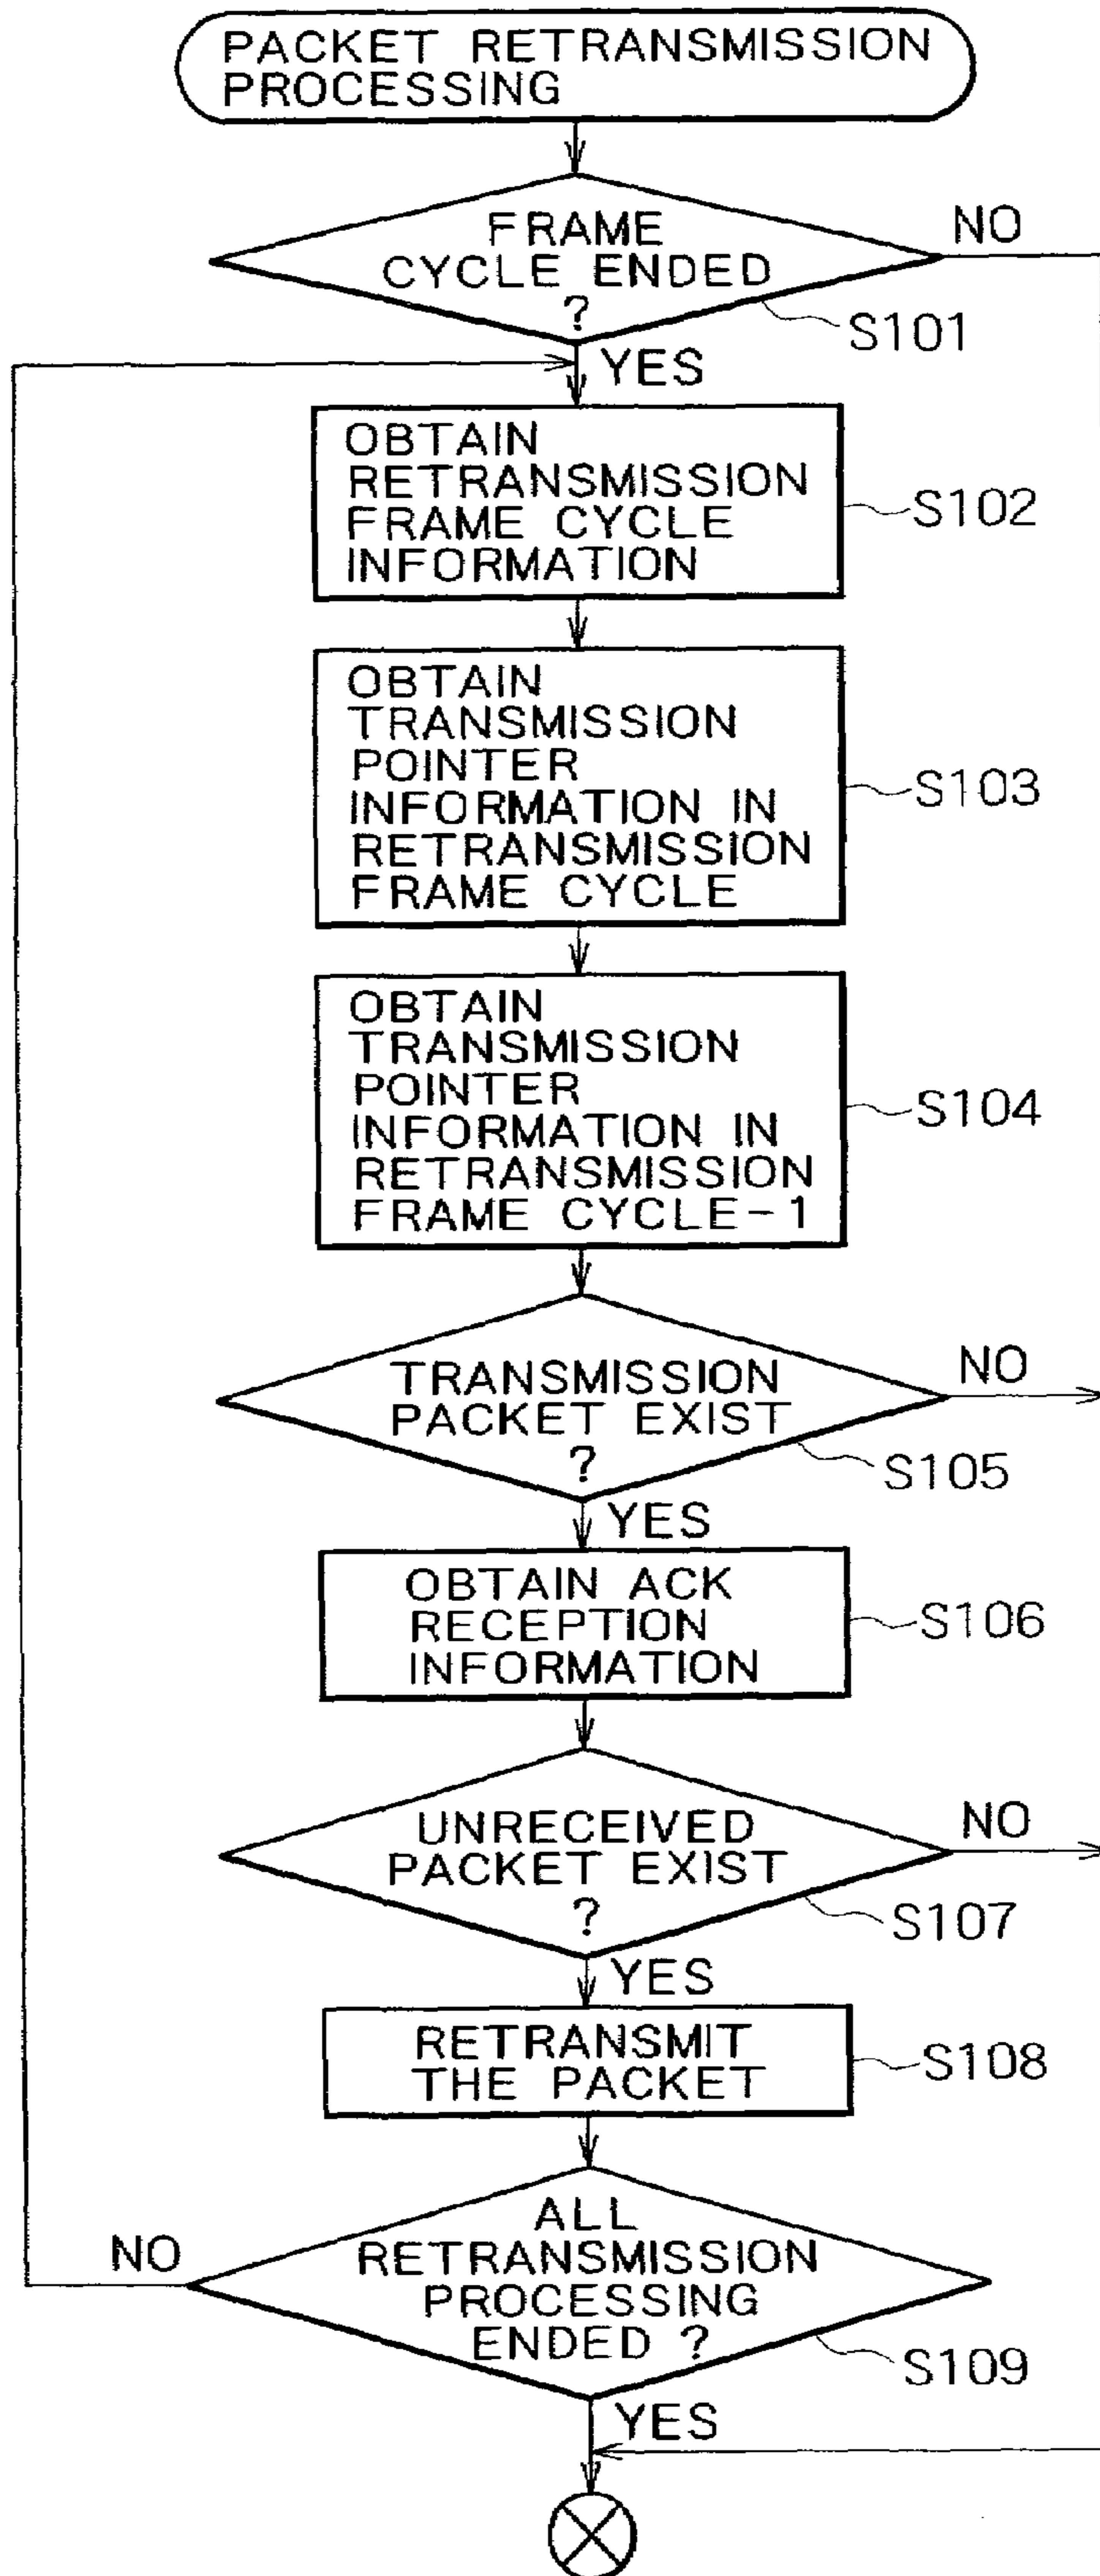 PACKET RETRANSMISSION
PROCESSING
FRAME
CYCLE ENDED
?
NO
S101
YES
OBTAIN
RETRANSMISSION
FRAME CYCLE
INFORMATION
S102
OBTAIN
TRANSMISSION
POINTER
INFORMATION IN
RETRANSMISSION
FRAME CYCLE
S103
OBTAIN
TRANSMISSION
POINTER
INFORMATION IN
RETRANSMISSION
FRAME CYCLE-1
S104
TRANSMISSION
PACKET EXIST
?
NO
S105
YES
OBTAIN ACK
RECEPTION
INFORMATION
S106
UNRECEIVED
PACKET EXIST
?
NO
S107
YES
RETRANSMIT
THE PACKET
S108
ALL
RETRANSMISSION
PROCESSING
ENDED ?
NO
S109
YES